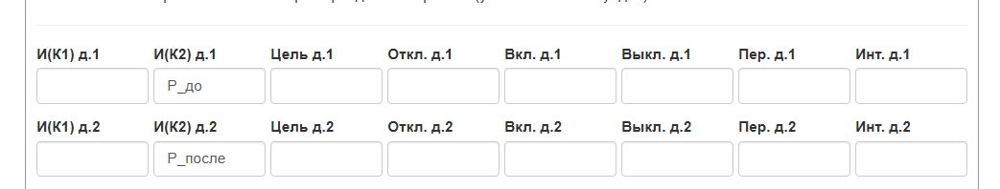 И(К1) д.1 И(К2) д.1 Цель д.1 Откл. д.1 Вкл. д.1 Выкл. д.1 Пер. д.1 Инт. д.1
Р_до
И(К1) д.2 И(К2) д.2 Цель д.2 Откл. д.2 Вкл. д.2 Выкл. д.2 Пер. д.2 Инт. д.2
Р_после